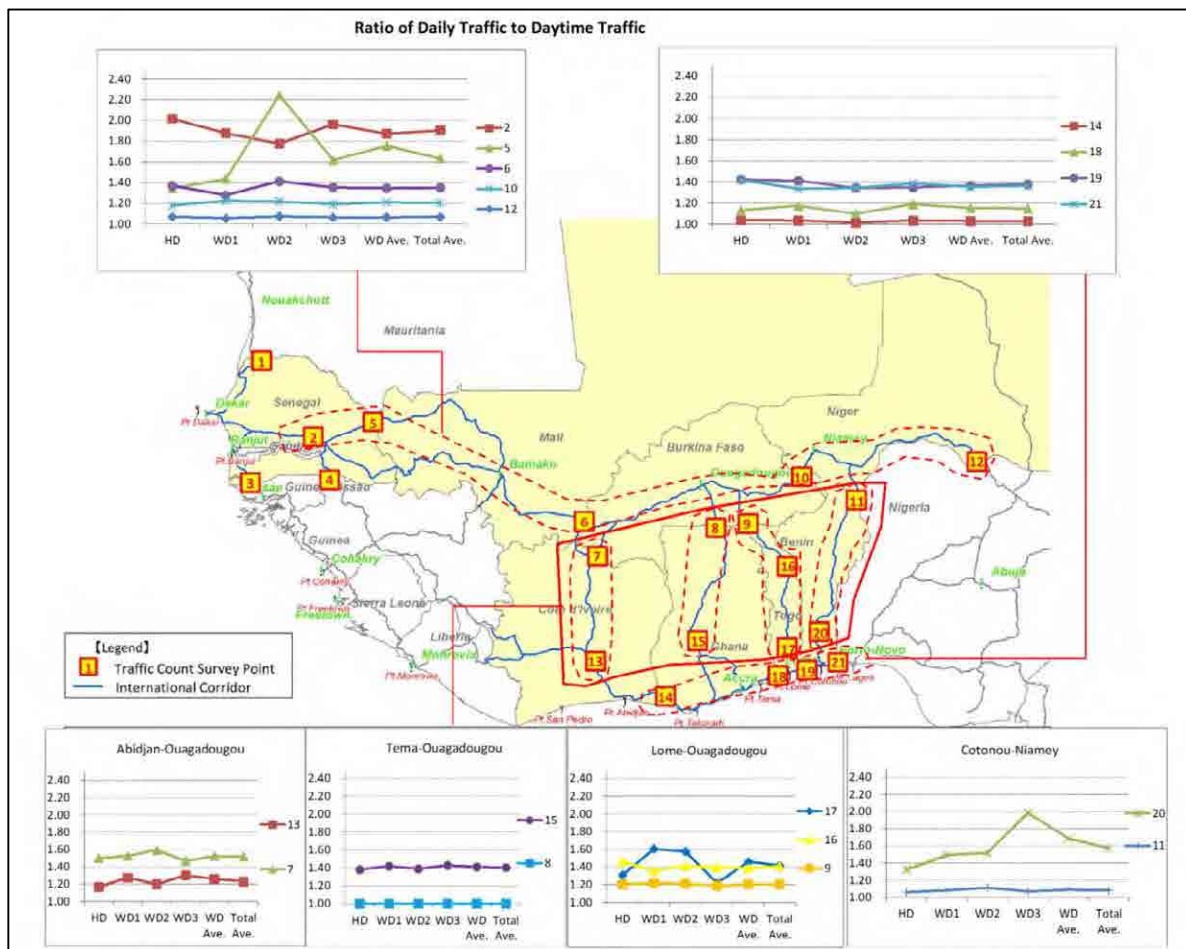 Ratio of Daily Traffic to Daytime Traffic
2.40
2.20
2.00
1.80
1.60
1.40
1.20
1.00
HD WD1 WD2 WD3 WD Ave. Total Ave.
2
5
6
10
12
2.40
2.20
2.00
1.80
1.60
1.40
1.20
1.00
HD WD1 WD2 WD3 WD Ave. Total Ave.
14
18
19
21
Nouakchott
Mauritania
1
Dakar
Pt Dakar
Senegal
5
2
Banjul
Pt Banjul
3
4
Guinea Bissau
Mali
Niger
Burkina Faso
Niamey
Bamako
Ouagadougou
10
12
11
Nigeria
6
7
8
9
Benin
16
Guinea
Conakry
Pt Conakry
Sierra Leone
Pt Freetown
Freetown
Abuja
Togo
Liberia
Monrovia
Pt Monrovia
Ghana
15
13
20
17
Porto-Novo
21
Accra
18
19
14
Pt Tema
Pt Abidjan
Pt San Pedro
【Legend】
1 Traffic Count Survey Point
International Corridor
Abidjan-Ouagadougou
2.40
2.20
2.00
1.80
1.60
1.40
1.20
1.00
HD WD1 WD2 WD3 WD Total
Ave. Ave.
13
7
Tema-Ouagadougou
2.40
2.20
2.00
1.80
1.60
1.40
1.20
1.00
HD WD1 WD2 WD3 WD Total
Ave. Ave.
15
8
Lome-Ouagadougou
2.40
2.20
2.00
1.80
1.60
1.40
1.20
1.00
HD WD1 WD2 WD3 WD Total
Ave. Ave.
17
16
9
Cotonou-Niamey
2.40
2.20
2.00
1.80
1.60
1.40
1.20
1.00
HD WD1 WD2 WD3 WD Total
Ave. Ave.
20
11